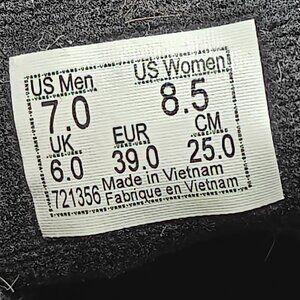 US Men US Women
7.0 8.5
UK EUR CM
6.0 39.0 25.0
721356 Made in Vietnam
Fabrique en Vietnam